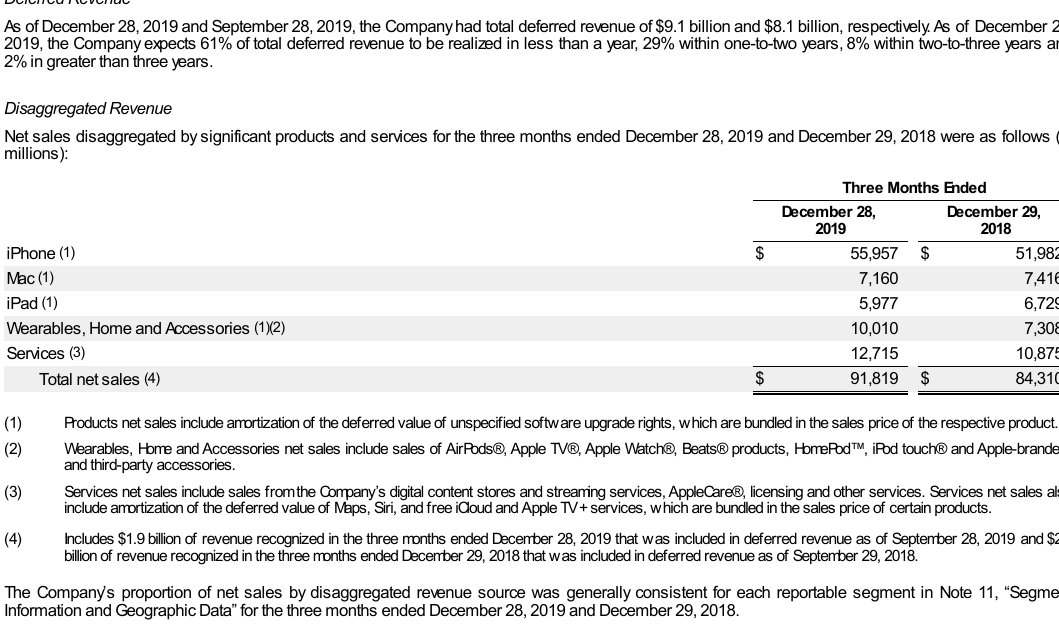 Deferred Revenue
As of December 28, 2019 and September 28, 2019, the Company had total deferred revenue of $9.1 billion and $8.1 billion, respectively. As of December 2
2019, the Company expects 61% of total deferred revenue to be realized in less than a year, 29% within one-to-two years, 8% within two-to-three years a
2% in greater than three years.
Disaggregated Revenue
Net sales disaggregated by significant products and services for the three months ended December 28, 2019 and December 29, 2018 were as follows (
millions):
Three Months Ended
December 28, 2019 December 29, 2018
iPhone (1) $ 55,957 $ 51,982
Mac (1) 7,160 7,416
iPad (1) 5,977 6,729
Wearables, Home and Accessories (1)(2) 10,010 7,308
Services (3) 12,715 10,875
Total net sales (4) $ 91,819 $ 84,310
(1) Products net sales include amortization of the deferred value of unspecified software upgrade rights, which are bundled in the sales price of the respective product.
(2) Wearables, Home and Accessories net sales include sales of AirPods®, Apple TV®, Apple Watch®, Beats® products, HomePod™, iPod touch® and Apple-brande
and third-party accessories.
(3) Services net sales include sales from the Company's digital content stores and streaming services, AppleCare®, licensing and other services. Services net sales al
include amortization of the deferred value of Maps, Siri, and free iCloud and Apple TV+ services, which are bundled in the sales price of certain products.
(4) Includes $1.9 billion of revenue recognized in the three months ended December 28, 2019 that was included in deferred revenue as of September 28, 2019 and $2
billion of revenue recognized in the three months ended December 29, 2018 that was included in deferred revenue as of September 29, 2018.
The Company's proportion of net sales by disaggregated revenue source was generally consistent for each reportable segment in Note 11, “Segme
Information and Geographic Data” for the three months ended December 28, 2019 and December 29, 2018.